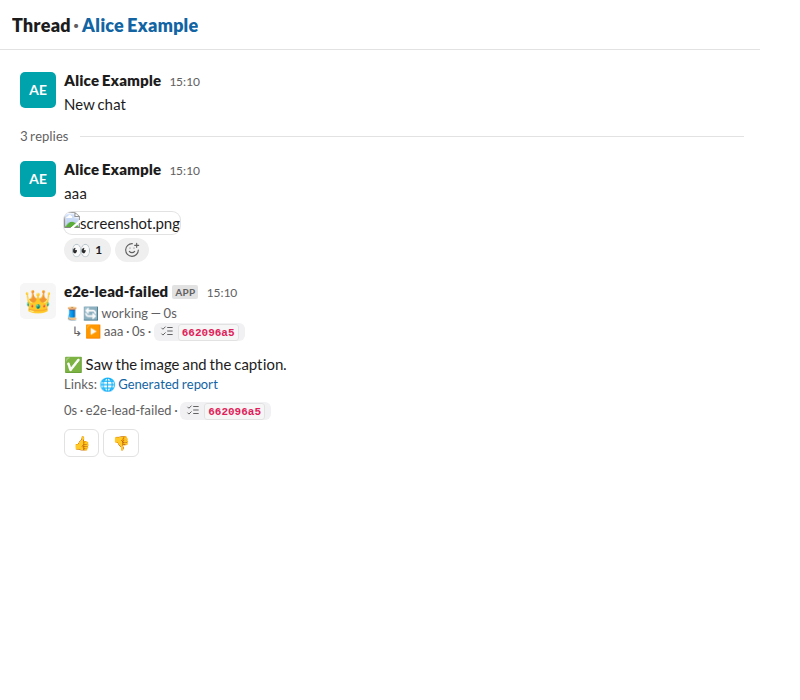 Thread · Alice Example
AE
Alice Example 15:10
New chat
3 replies
AE
Alice Example 15:10
aaa
screenshot.png
👀 1
e2e-lead-failed APP 15:10
🧵 🔄 working — 0s
↳ ▶️ aaa · 0s · 662096a5
✅ Saw the image and the caption.
Links: 🌐 Generated report
0s · e2e-lead-failed · 662096a5
👍 👎